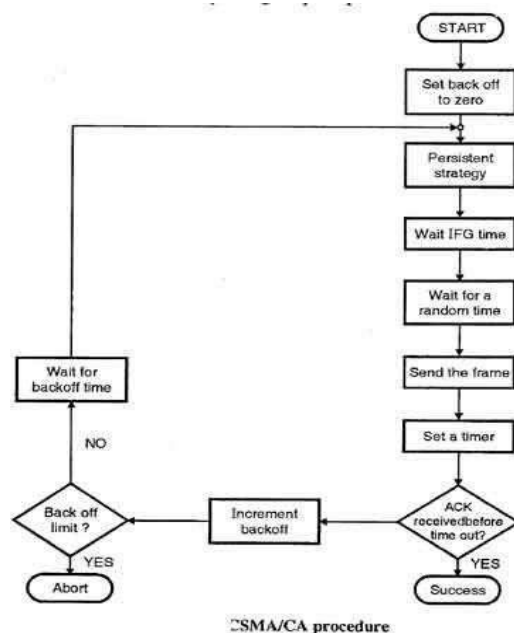 START
Set back off
to zero
Persistent
strategy
Wait IFG time
Wait for a
random time
Send the frame
Set a timer
ACK
receivedbefore
time out?
YES
Success
Increment
backoff
Back off
limit ?
YES
Abort
NO
Wait for
backoff time
CSMA/CA procedure